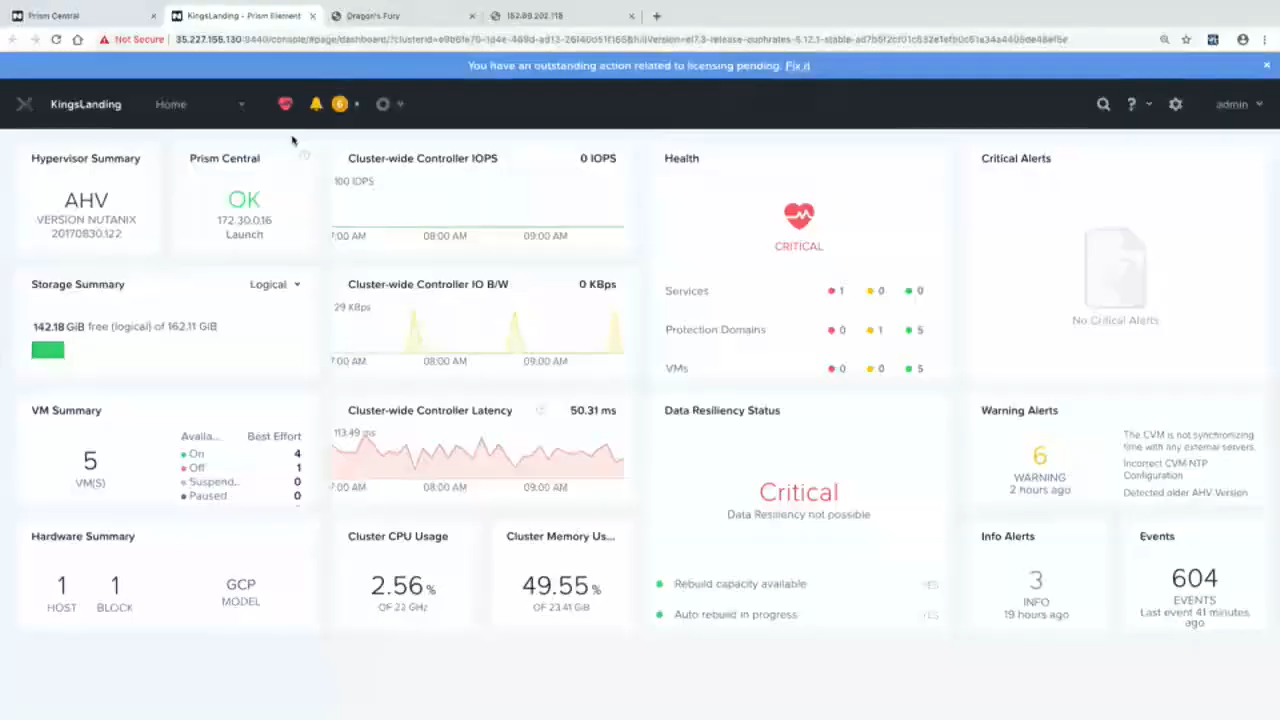 Prism Central
KingsLanding - Prism Element
Dragon's Fury
Not Secure
You have an outstanding action related to licensing pending. Fix it
KingsLanding
Home
6
?
admin
Hypervisor Summary
AHV
VERSION NUTANIX
20170830.122
Prism Central
OK
172.30.0.16
Launch
Cluster-wide Controller IOPS
0 IOPS
100 IOPS
7:00 AM
08:00 AM
09:00 AM
Health
CRITICAL
Services
1
0
0
Protection Domains
0
1
5
VMs
0
0
5
Critical Alerts
No Critical Alerts
Storage Summary
Logical
142.18 GiB free (logical) of 162.11 GiB
Cluster-wide Controller IO B/W
0 KBps
29 KBps
7:00 AM
08:00 AM
09:00 AM
VM Summary
5
VM(S)
Availa...
Best Effort
On 4
Off 1
Suspend.. 0
Paused 0
Cluster-wide Controller Latency
50.31 ms
113.49 ms
7:00 AM
08:00 AM
09:00 AM
Data Resiliency Status
Critical
Data Resiliency not possible
Rebuild capacity available YES
Auto rebuild in progress YES
Warning Alerts
6
WARNING
2 hours ago
The CVM is not synchronizing
time with any external servers.
Incorrect CVM NTP
Configuration
Detected older AHV Version
Hardware Summary
1
HOST
1
BLOCK
GCP
MODEL
Cluster CPU Usage
2.56 %
Cluster Memory Us...
49.55 %
OF 23.41 GiB
Info Alerts
3
INFO
19 hours ago
Events
604
EVENTS
Last event 41 minutes
ago